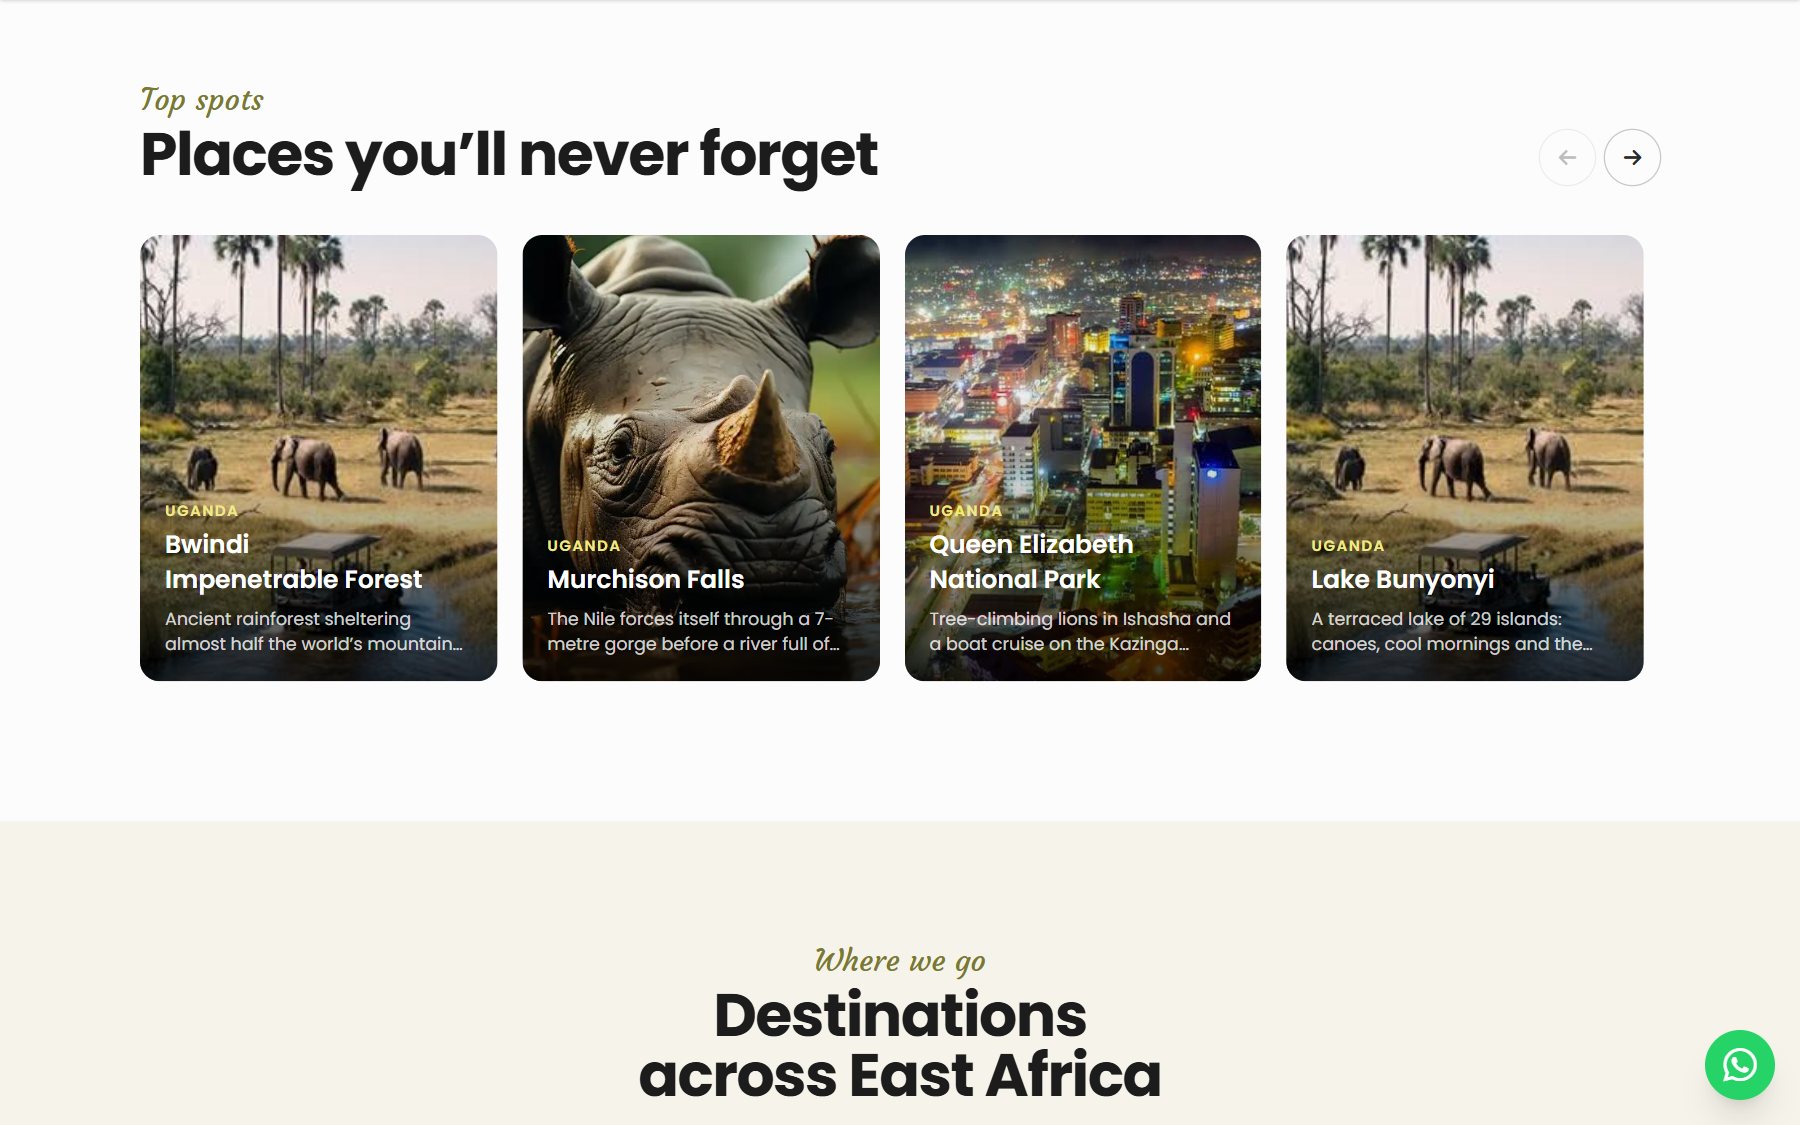 Top spots
Places you’ll never forget
UGANDA
Bwindi
Impenetrable Forest
Ancient rainforest sheltering
almost half the world’s mountain...
UGANDA
Murchison Falls
The Nile forces itself through a 7-
metre gorge before a river full of...
UGANDA
Queen Elizabeth
National Park
Tree-climbing lions in Ishasha and
a boat cruise on the Kazinga...
UGANDA
Lake Bunyonyi
A terraced lake of 29 islands:
canoes, cool mornings and the...
Where we go
Destinations
across East Africa